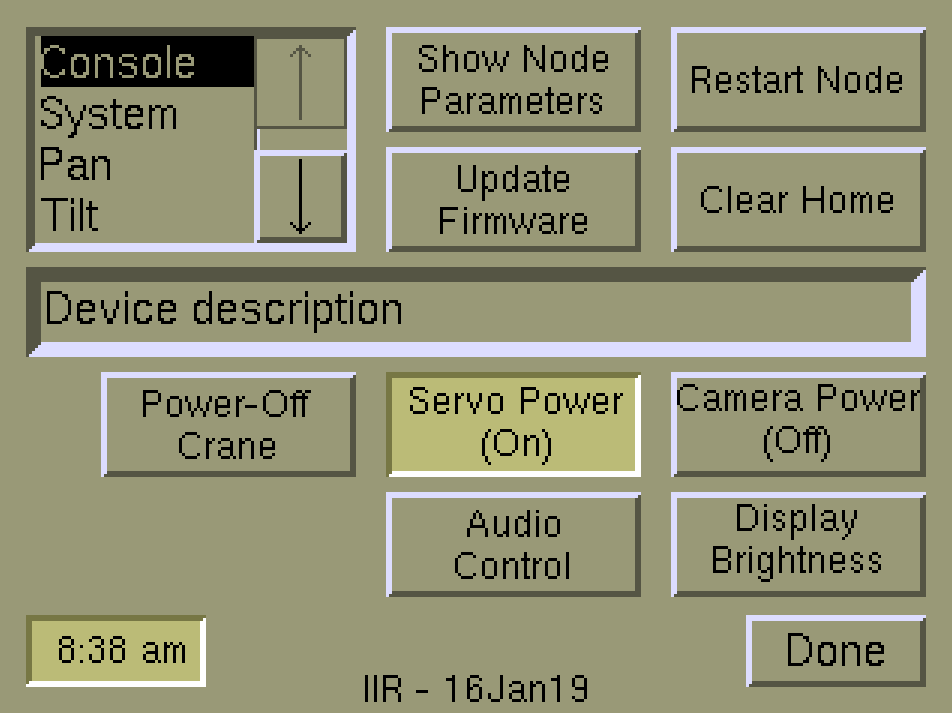 Console
System
Pan
Tilt
Show Node
Parameters
Restart Node
Update
Firmware
Clear Home
Device description
Power-Off
Crane
Servo Power
(On)
Camera Power
(Off)
Audio
Control
Display
Brightness
8:38 am
IIR - 16Jan19
Done